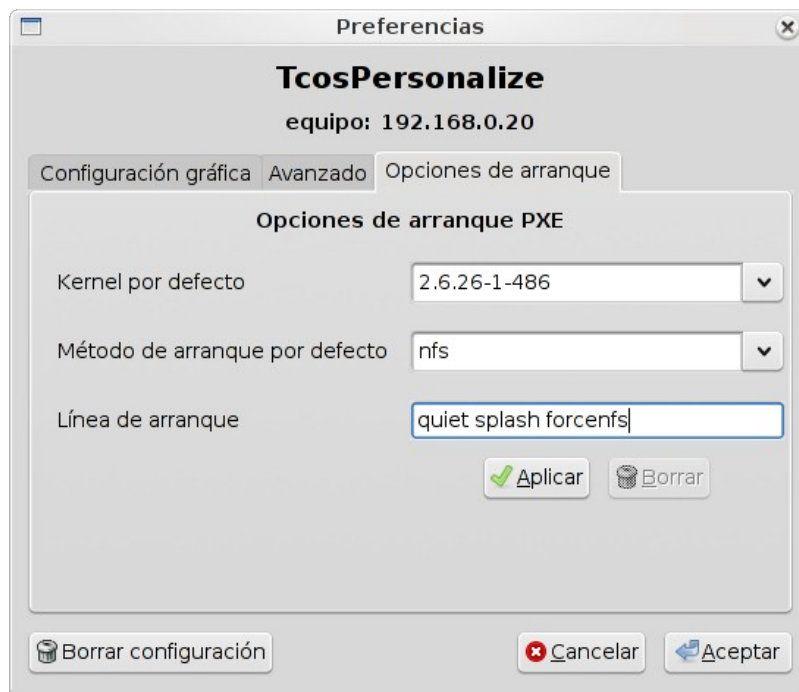 Preferencias
TcosPersonalize
equipo: 192.168.0.20
Configuración gráfica Avanzado Opciones de arranque
Opciones de arranque PXE
Kernel por defecto 2.6.26-1-486
Método de arranque por defecto nfs
Línea de arranque quiet splash forcenfs
Aplicar Borrar
Borrar configuración Cancelar Aceptar